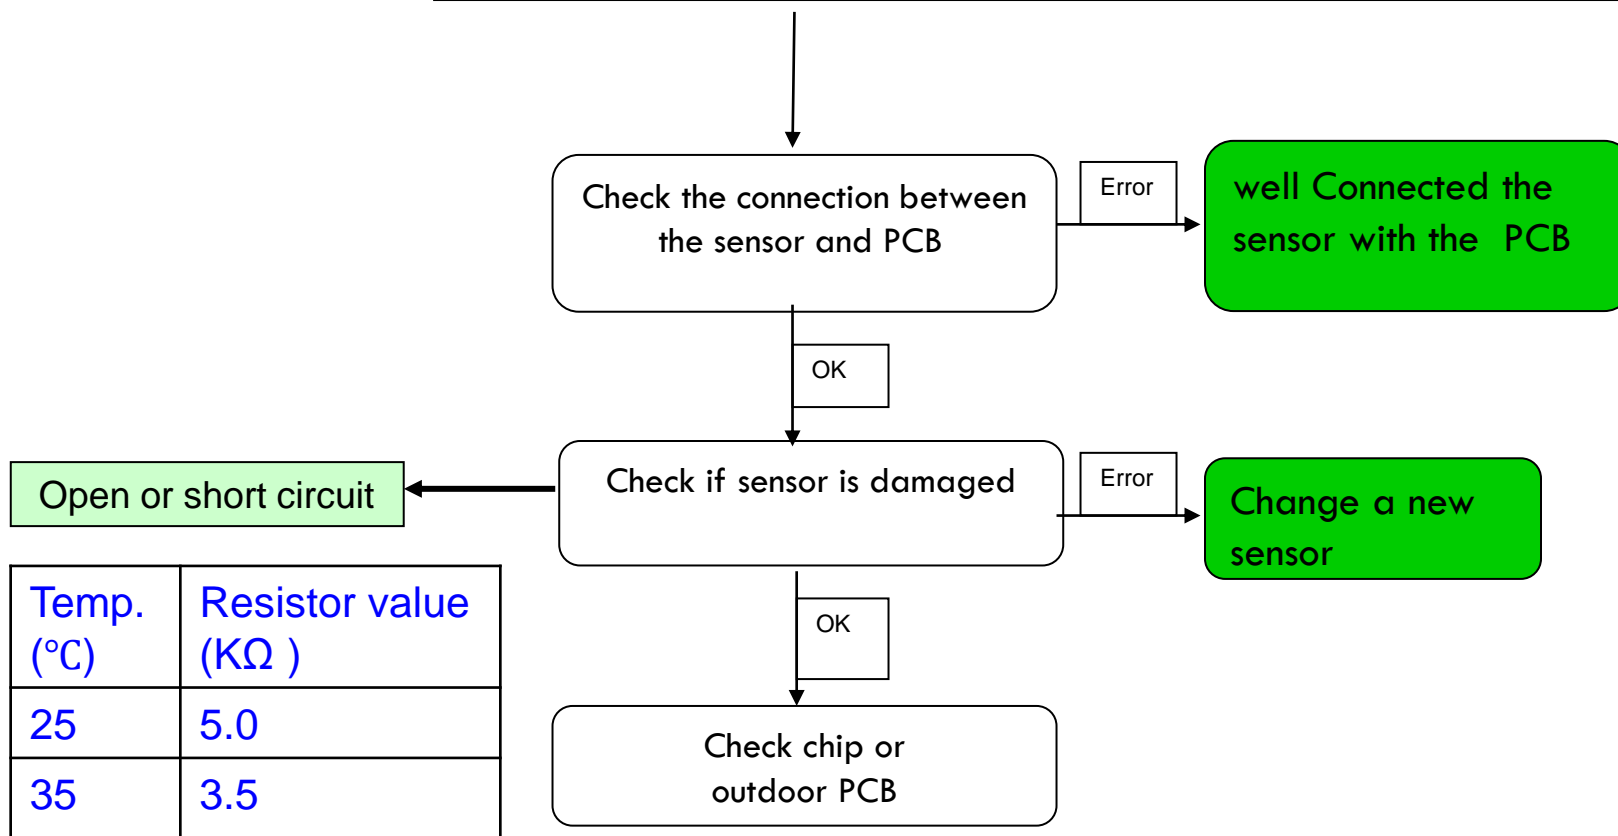 Check the connection between
the sensor and PCB
Error
well Connected the
sensor with the PCB
OK
Open or short circuit
Check if sensor is damaged
Error
Change a new
sensor
Temp.
(℃)
Resistor value
(KΩ )
25
5.0
35
3.5
OK
Check chip or
outdoor PCB